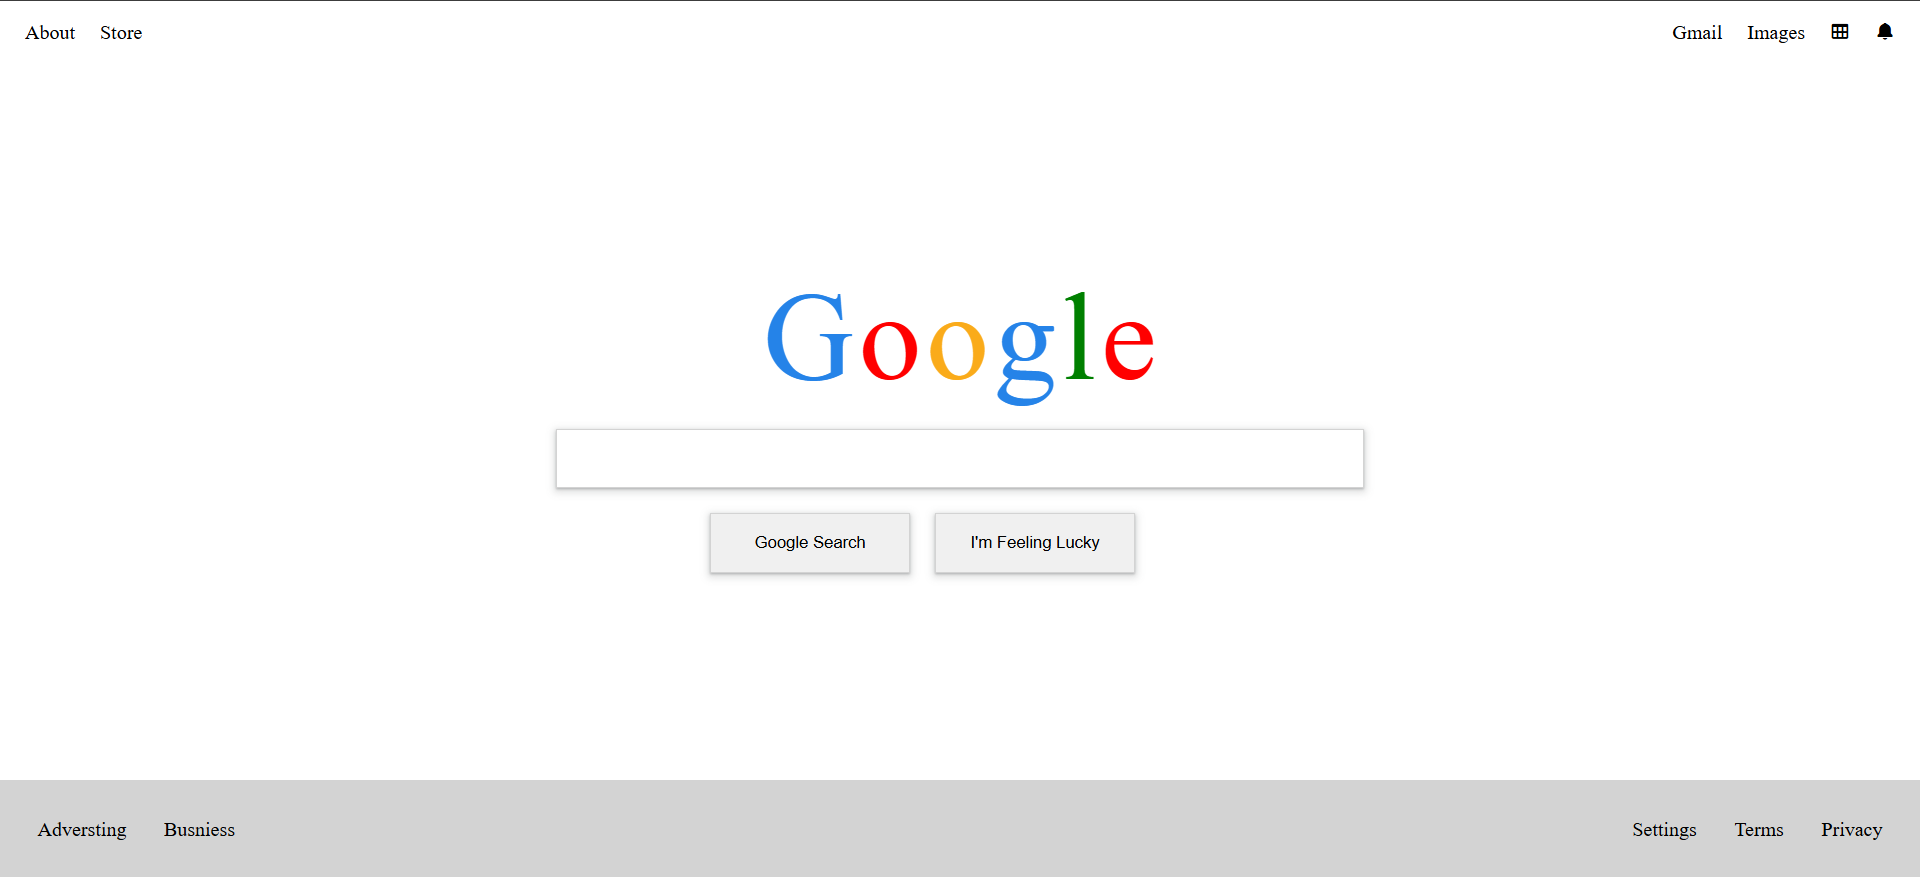 About Store Gmail Images
Google
Google Search I'm Feeling Lucky
Adversting Busniess Settings Terms Privacy